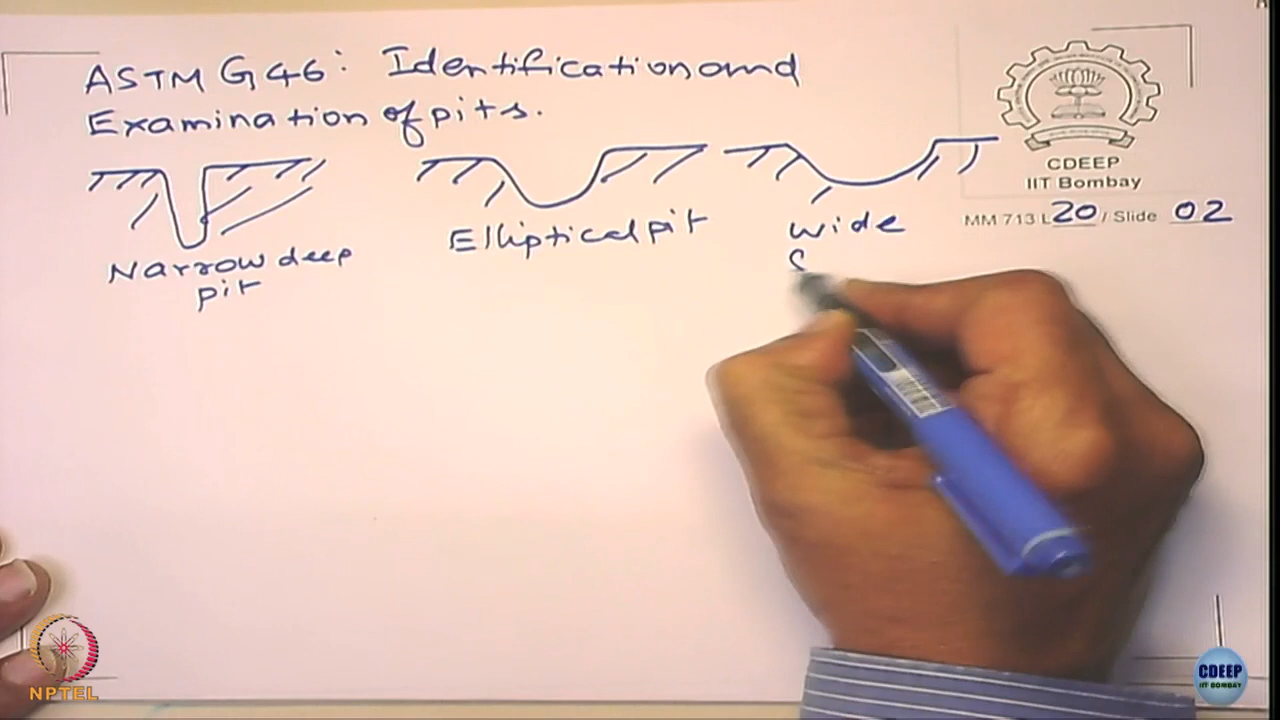 ASTM G46: Identification and
Examination of pits.
CDEEP
IIT Bombay
MM 713 L 20 / Slide 02
Narrow deep
pit
Elliptical pit
wide
S
NPTEL
CDEEP
IIT BOMBAY